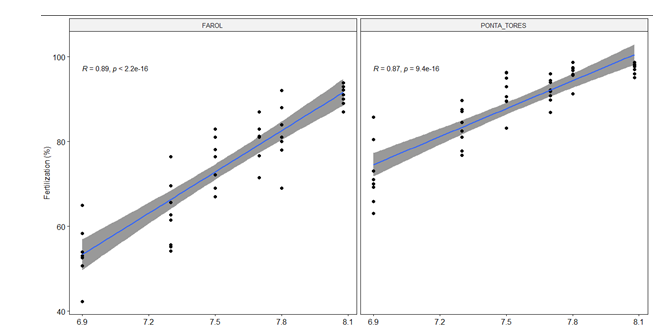 FAROL PONTA_TORES
R = 0.89, p < 2.2e-16 R = 0.87, p = 9.4e-16
Fertilization (%)
100
80
60
40
6.9 7.2 7.5 7.8 8.1 6.9 7.2 7.5 7.8 8.1